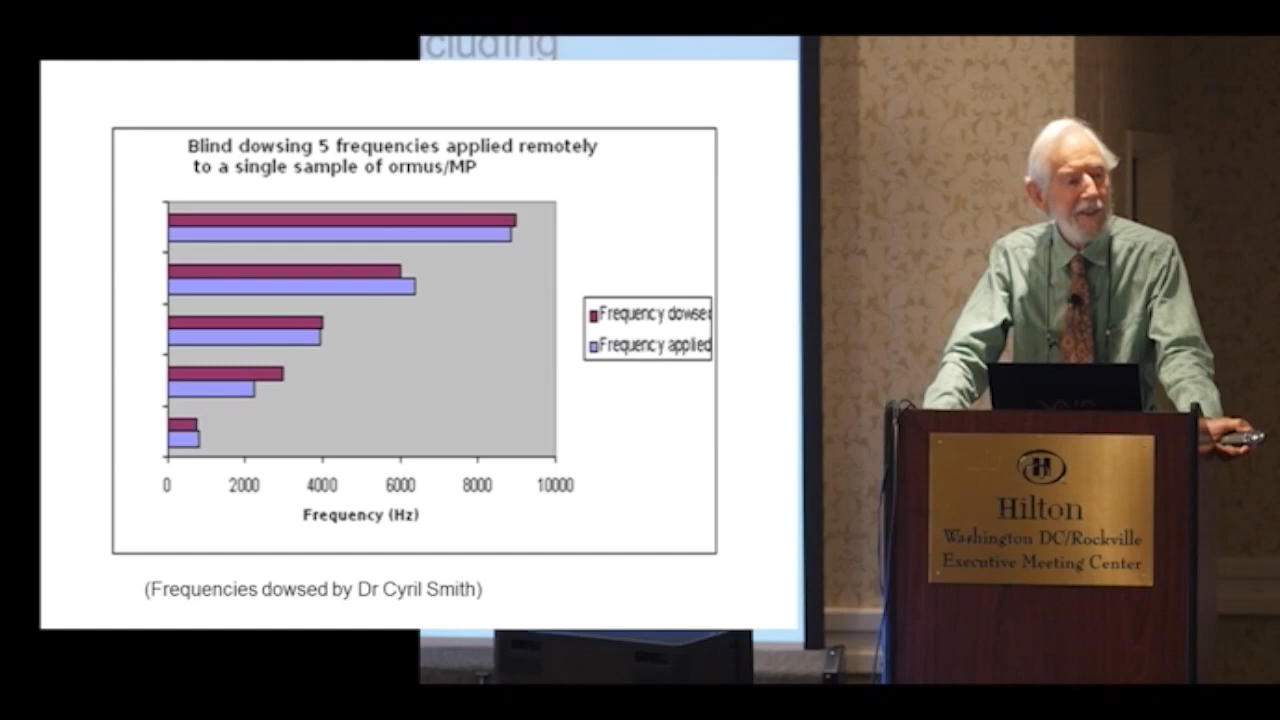 cluding
Blind dowsing 5 frequencies applied remotely
to a single sample of ormus/MP
Frequency dowsed
Frequency applied
0 2000 4000 6000 8000 10000
Frequency (Hz)
(Frequencies dowsed by Dr Cyril Smith)
H
Hilton
Washington DC/Rockville
Executive Meeting Center